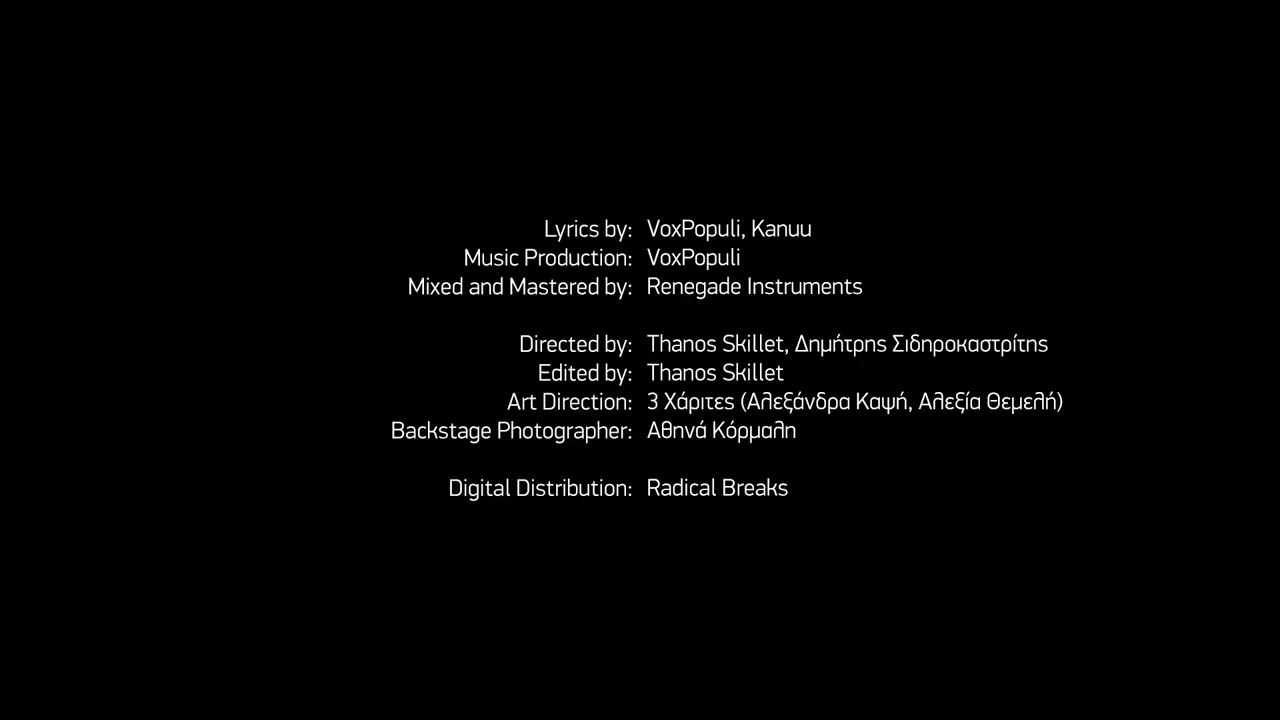 Lyrics by: VoxPopuli, Kanuu
Music Production: VoxPopuli
Mixed and Mastered by: Renegade Instruments
Directed by: Thanos Skillet, Δημήτρης Σιδηροκαστρίτης
Edited by: Thanos Skillet
Art Direction: 3 Χάριτες (Αλεξάνδρα Καψή, Αλεξία Θεμελή)
Backstage Photographer: Αθηνά Κόρμαλη
Digital Distribution: Radical Breaks